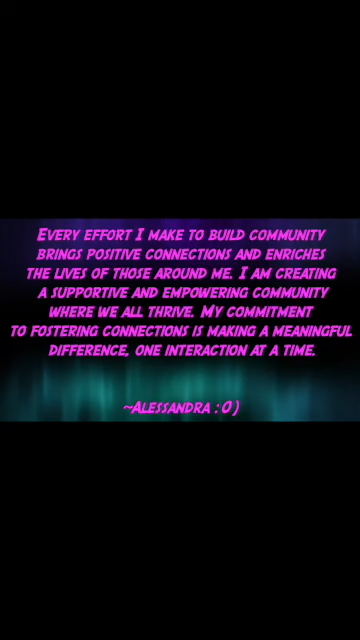 Every effort I make to build community
brings positive connections and enriches
the lives of those around me. I am creating
a supportive and empowering community
where we all thrive. My commitment
to fostering connections is making a meaningful
difference, one interaction at a time.
~Alessandra :0)